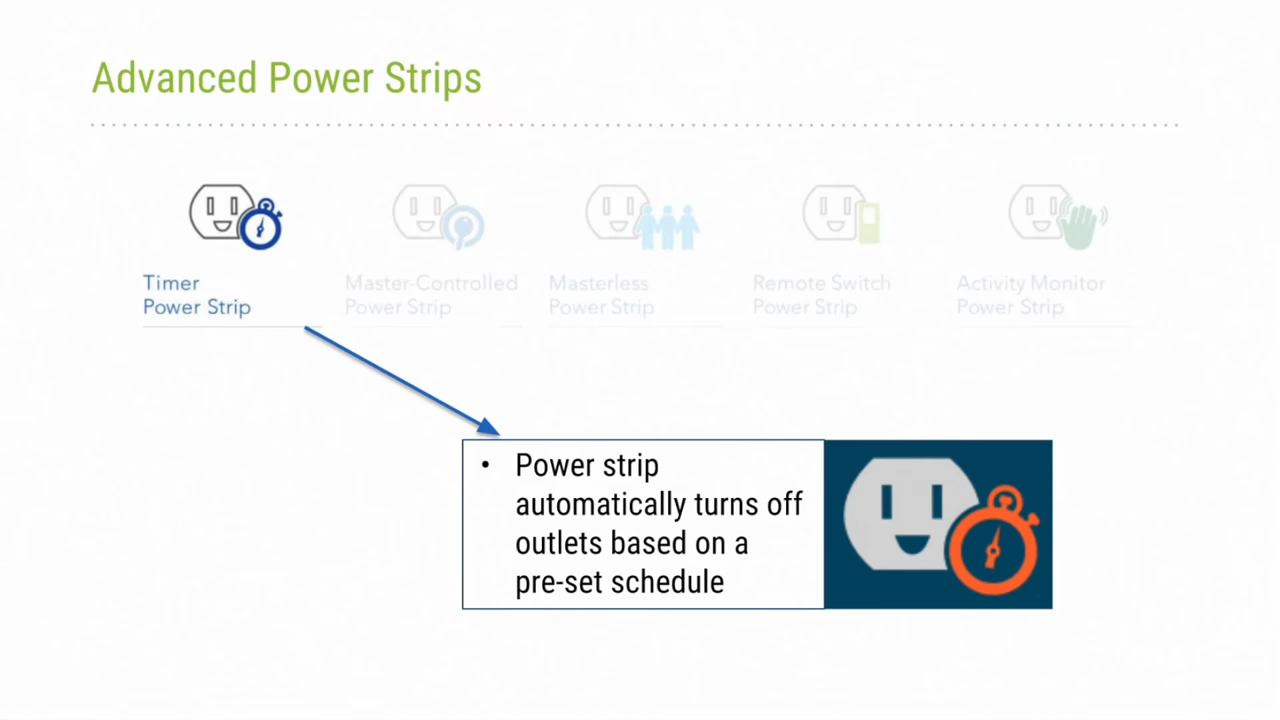 Advanced Power Strips
Timer
Power Strip
Master-Controlled
Power Strip
Masterless
Power Strip
Remote Switch
Power Strip
Activity Monitor
Power Strip
• Power strip
automatically turns off
outlets based on a
pre-set schedule